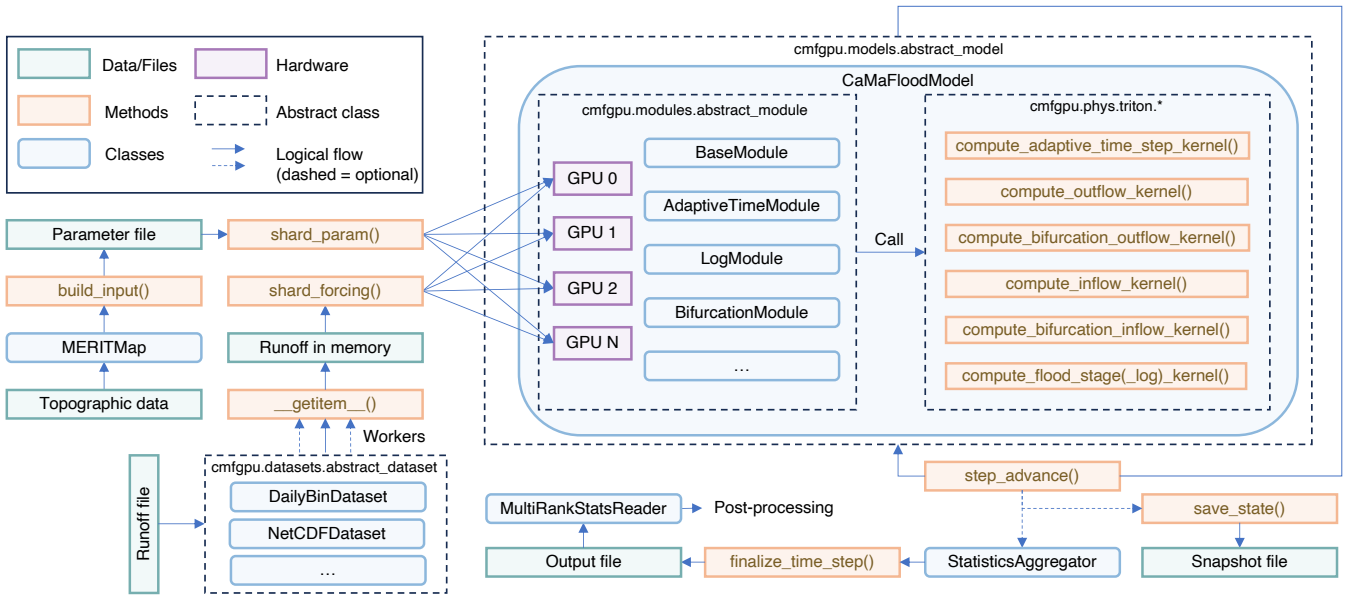 Data/Files
Hardware
Methods
Abstract class
Classes
Logical flow
(dashed = optional)
Parameter file
shard_param()
build_input()
shard_forcing()
MERITMap
Runoff in memory
Topographic data
__getitem__()
Workers
Runoff file
cmfgpu.datasets.abstract_dataset
DailyBinDataset
NetCDFDataset
...
cmfgpu.models.abstract_model
CaMaFloodModel
cmfgpu.modules.abstract_module
GPU 0
GPU 1
GPU 2
GPU N
BaseModule
AdaptiveTimeModule
LogModule
BifurcationModule
...
Call
cmfgpu.phys.triton.*
compute_adaptive_time_step_kernel()
compute_outflow_kernel()
compute_bifurcation_outflow_kernel()
compute_inflow_kernel()
compute_bifurcation_inflow_kernel()
compute_flood_stage(_log)_kernel()
step_advance()
MultiRankStatsReader
Post-processing
save_state()
Output file
finalize_time_step()
StatisticsAggregator
Snapshot file